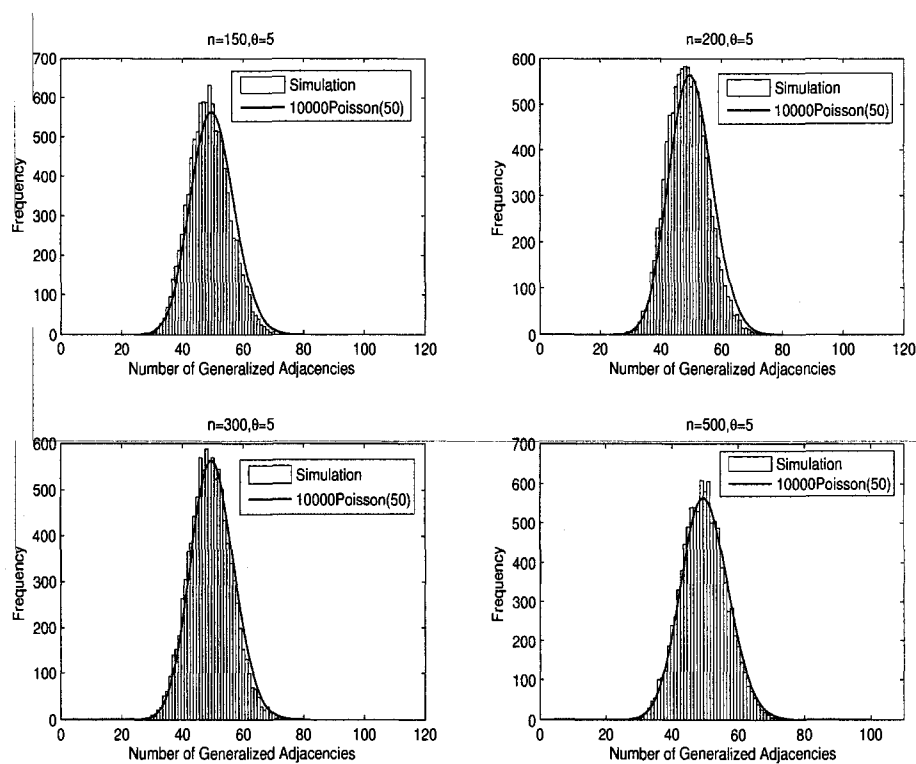 n=150,θ=5
700
600
500
400
300
200
100
0
Frequency
Simulation
10000Poisson(50)
0 20 40 60 80 100 120
Number of Generalized Adjacencies
n=200,θ=5
600
500
400
300
200
100
0
Frequency
Simulation
10000Poisson(50)
0 20 40 60 80 100 120
Number of Generalized Adjacencies
n=300,θ=5
600
500
400
300
200
100
0
Frequency
Simulation
10000Poisson(50)
0 20 40 60 80 100 120
Number of Generalized Adjacencies
n=500,θ=5
700
600
500
400
300
200
100
0
Frequency
Simulation
10000Poisson(50)
0 20 40 60 80 100
Number of Generalized Adjacencies